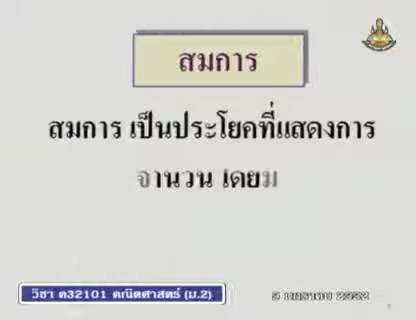 สมการ
สมการ เป็นประโยคที่แสดงการ
จำนวน โดยม
วิชา ค32101 คณิตศาสตร์ (ม.2)